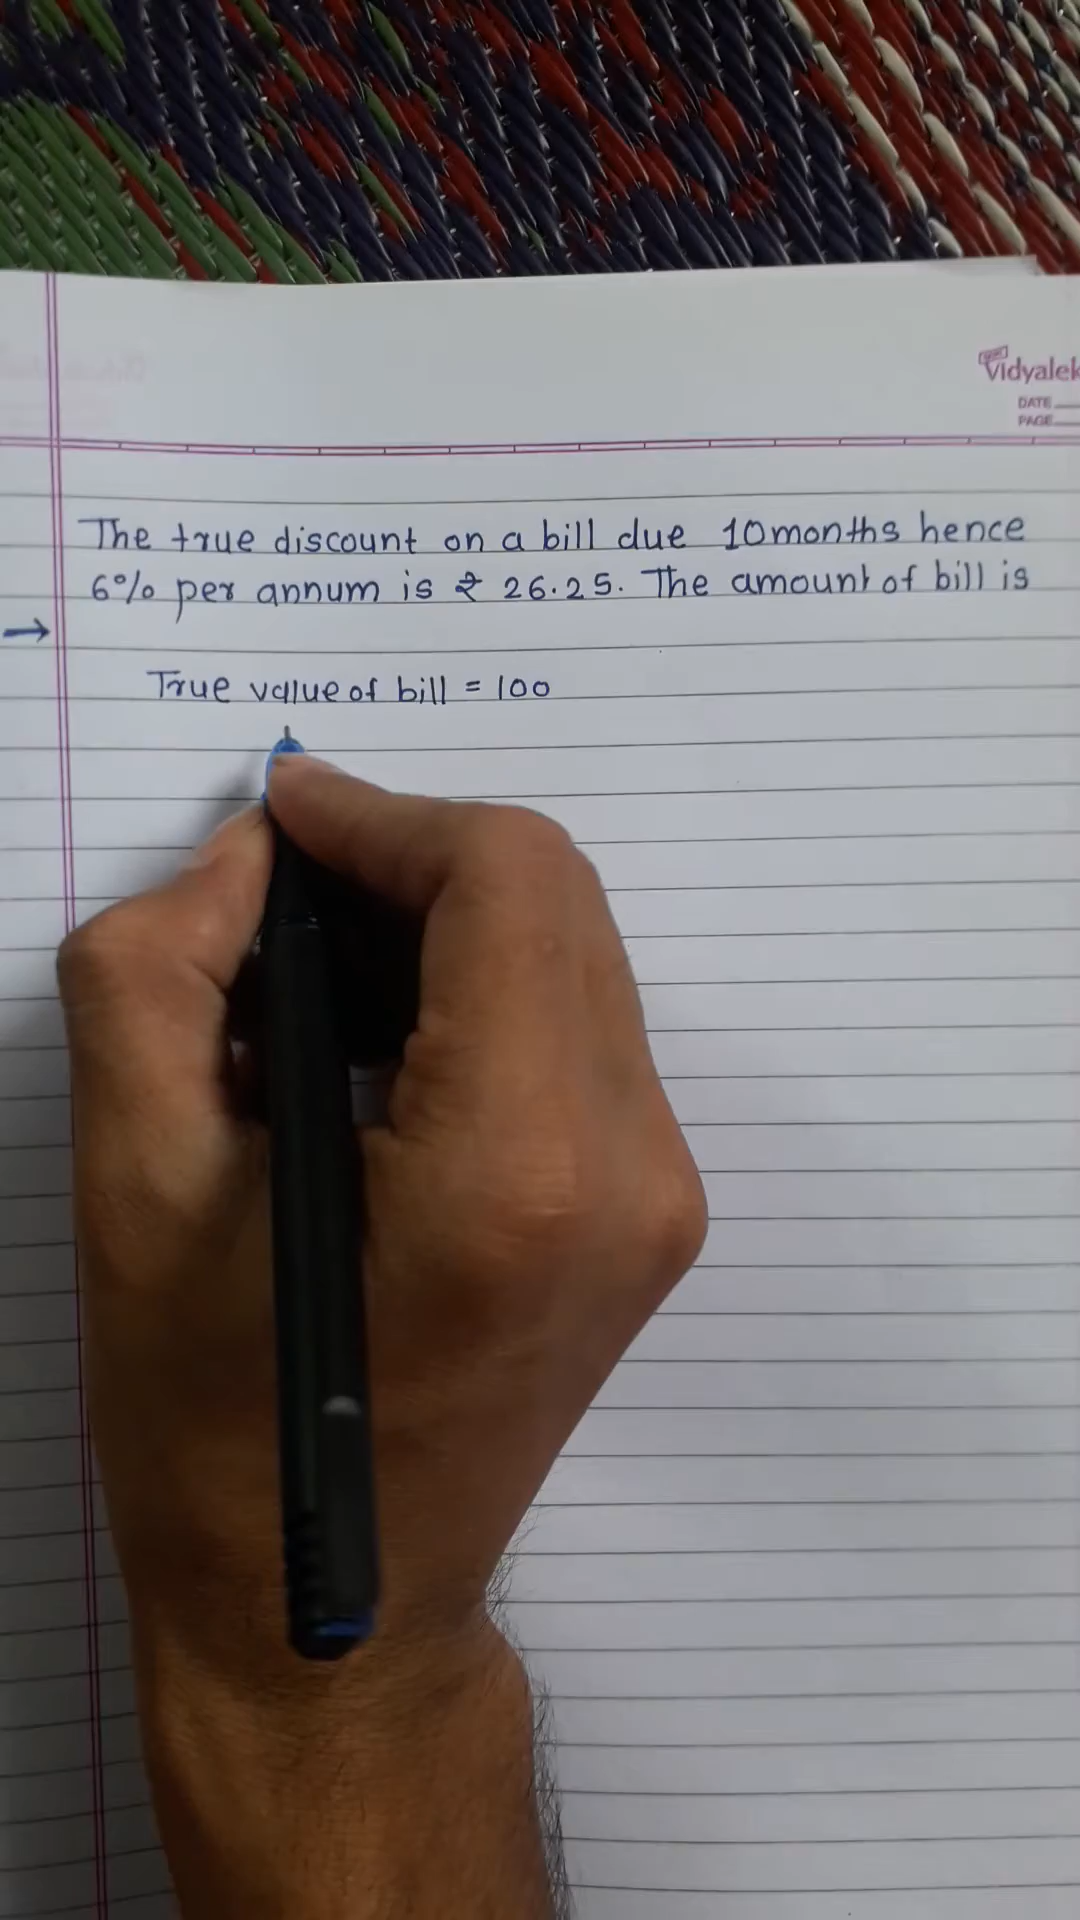 Vidyalek
DATE
PAGE
The true discount on a bill due 10months hence
6% per annum is ₹ 26.25. The amount of bill is
→
True value of bill = 100